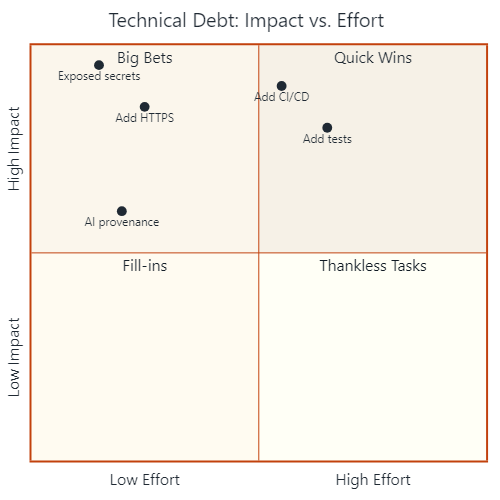 Technical Debt: Impact vs. Effort
Big Bets
Quick Wins
Exposed secrets
Add CI/CD
Add HTTPS
Add tests
AI provenance
High Impact
Fill-ins
Thankless Tasks
Low Impact
Low Effort
High Effort